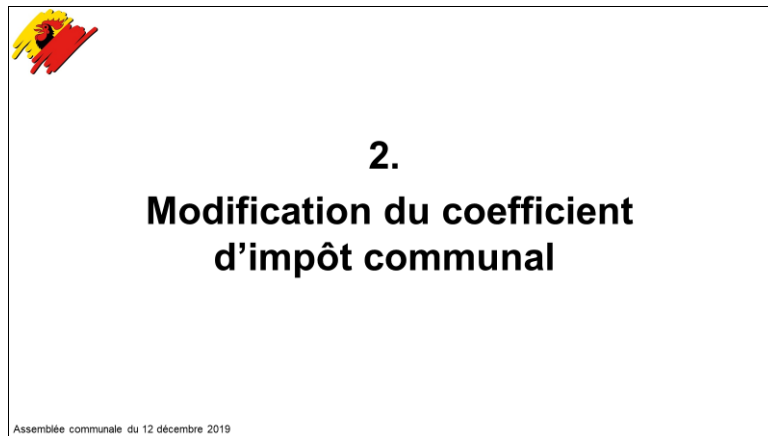 2.
Modification du coefficient
d’impôt communal
Assemblée communale du 12 décembre 2019